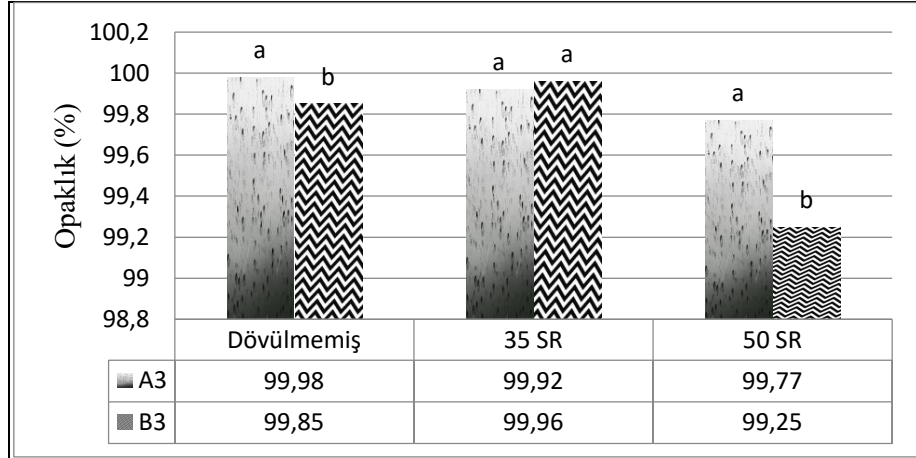 100,2
100
99,8
99,6
99,4
99,2
99
98,8
Opaklık (%)
a
b
a
a
a
b
Dövülmemiş 35 SR 50 SR
A3 99,98 99,92 99,77
B3 99,85 99,96 99,25